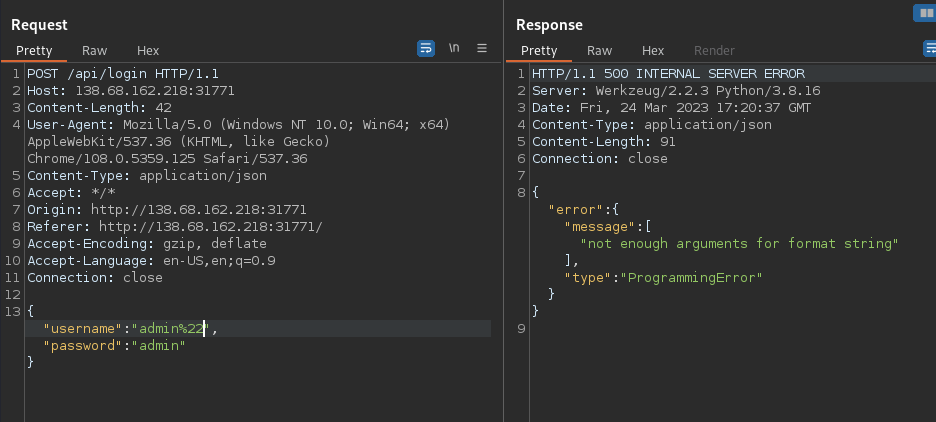 Request
Pretty Raw Hex
\n
1 POST /api/login HTTP/1.1
2 Host: 138.68.162.218:31771
3 Content-Length: 42
4 User-Agent: Mozilla/5.0 (Windows NT 10.0; Win64; x64)
AppleWebKit/537.36 (KHTML, like Gecko)
Chrome/108.0.5359.125 Safari/537.36
5 Content-Type: application/json
6 Accept: */*
7 Origin: http://138.68.162.218:31771
8 Referer: http://138.68.162.218:31771/
9 Accept-Encoding: gzip, deflate
10 Accept-Language: en-US,en;q=0.9
11 Connection: close
12
13 {
"username":"admin%22",
"password":"admin"
}
Response
Pretty Raw Hex Render
1 HTTP/1.1 500 INTERNAL SERVER ERROR
2 Server: Werkzeug/2.2.3 Python/3.8.16
3 Date: Fri, 24 Mar 2023 17:20:37 GMT
4 Content-Type: application/json
5 Content-Length: 91
6 Connection: close
7
8 {
"error":{
"message":[
"not enough arguments for format string"
],
"type":"ProgrammingError"
}
}
9